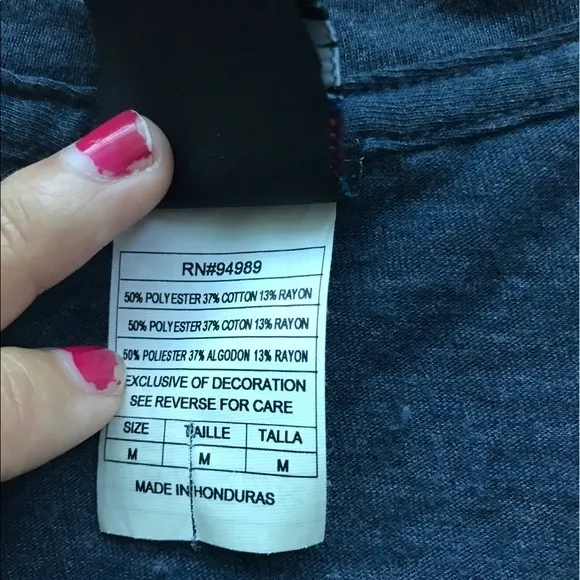 RN#94989
50% POLYESTER 37% COTTON 13% RAYON
50% POLYESTER 37% COTON 13% RAYON
50% POLIESTER 37% ALGODON 13% RAYON
EXCLUSIVE OF DECORATION
SEE REVERSE FOR CARE
SIZE TAILLE TALLA
M M M
MADE IN HONDURAS